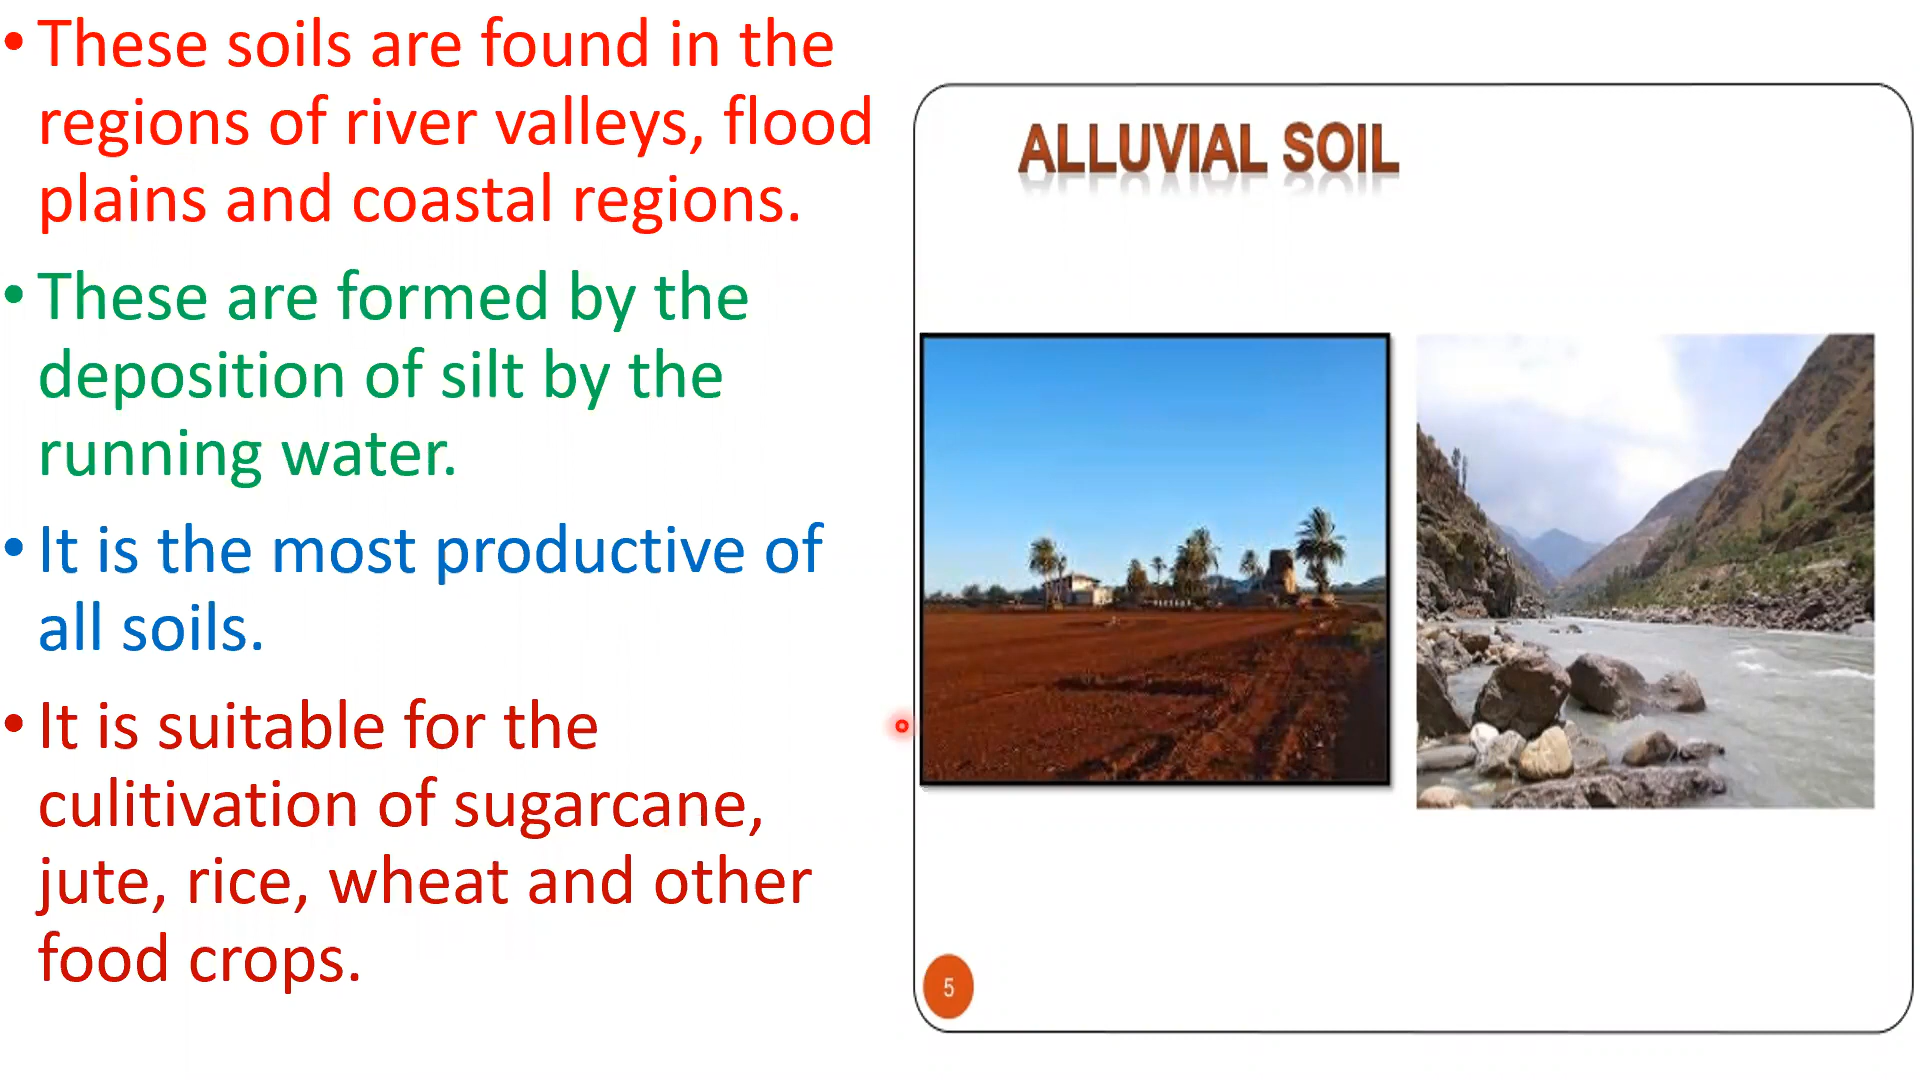 • These soils are found in the
regions of river valleys, flood
plains and coastal regions.
• These are formed by the
deposition of silt by the
running water.
• It is the most productive of
all soils.
• It is suitable for the
culitivation of sugarcane,
jute, rice, wheat and other
food crops.
ALLUVIAL SOIL
5